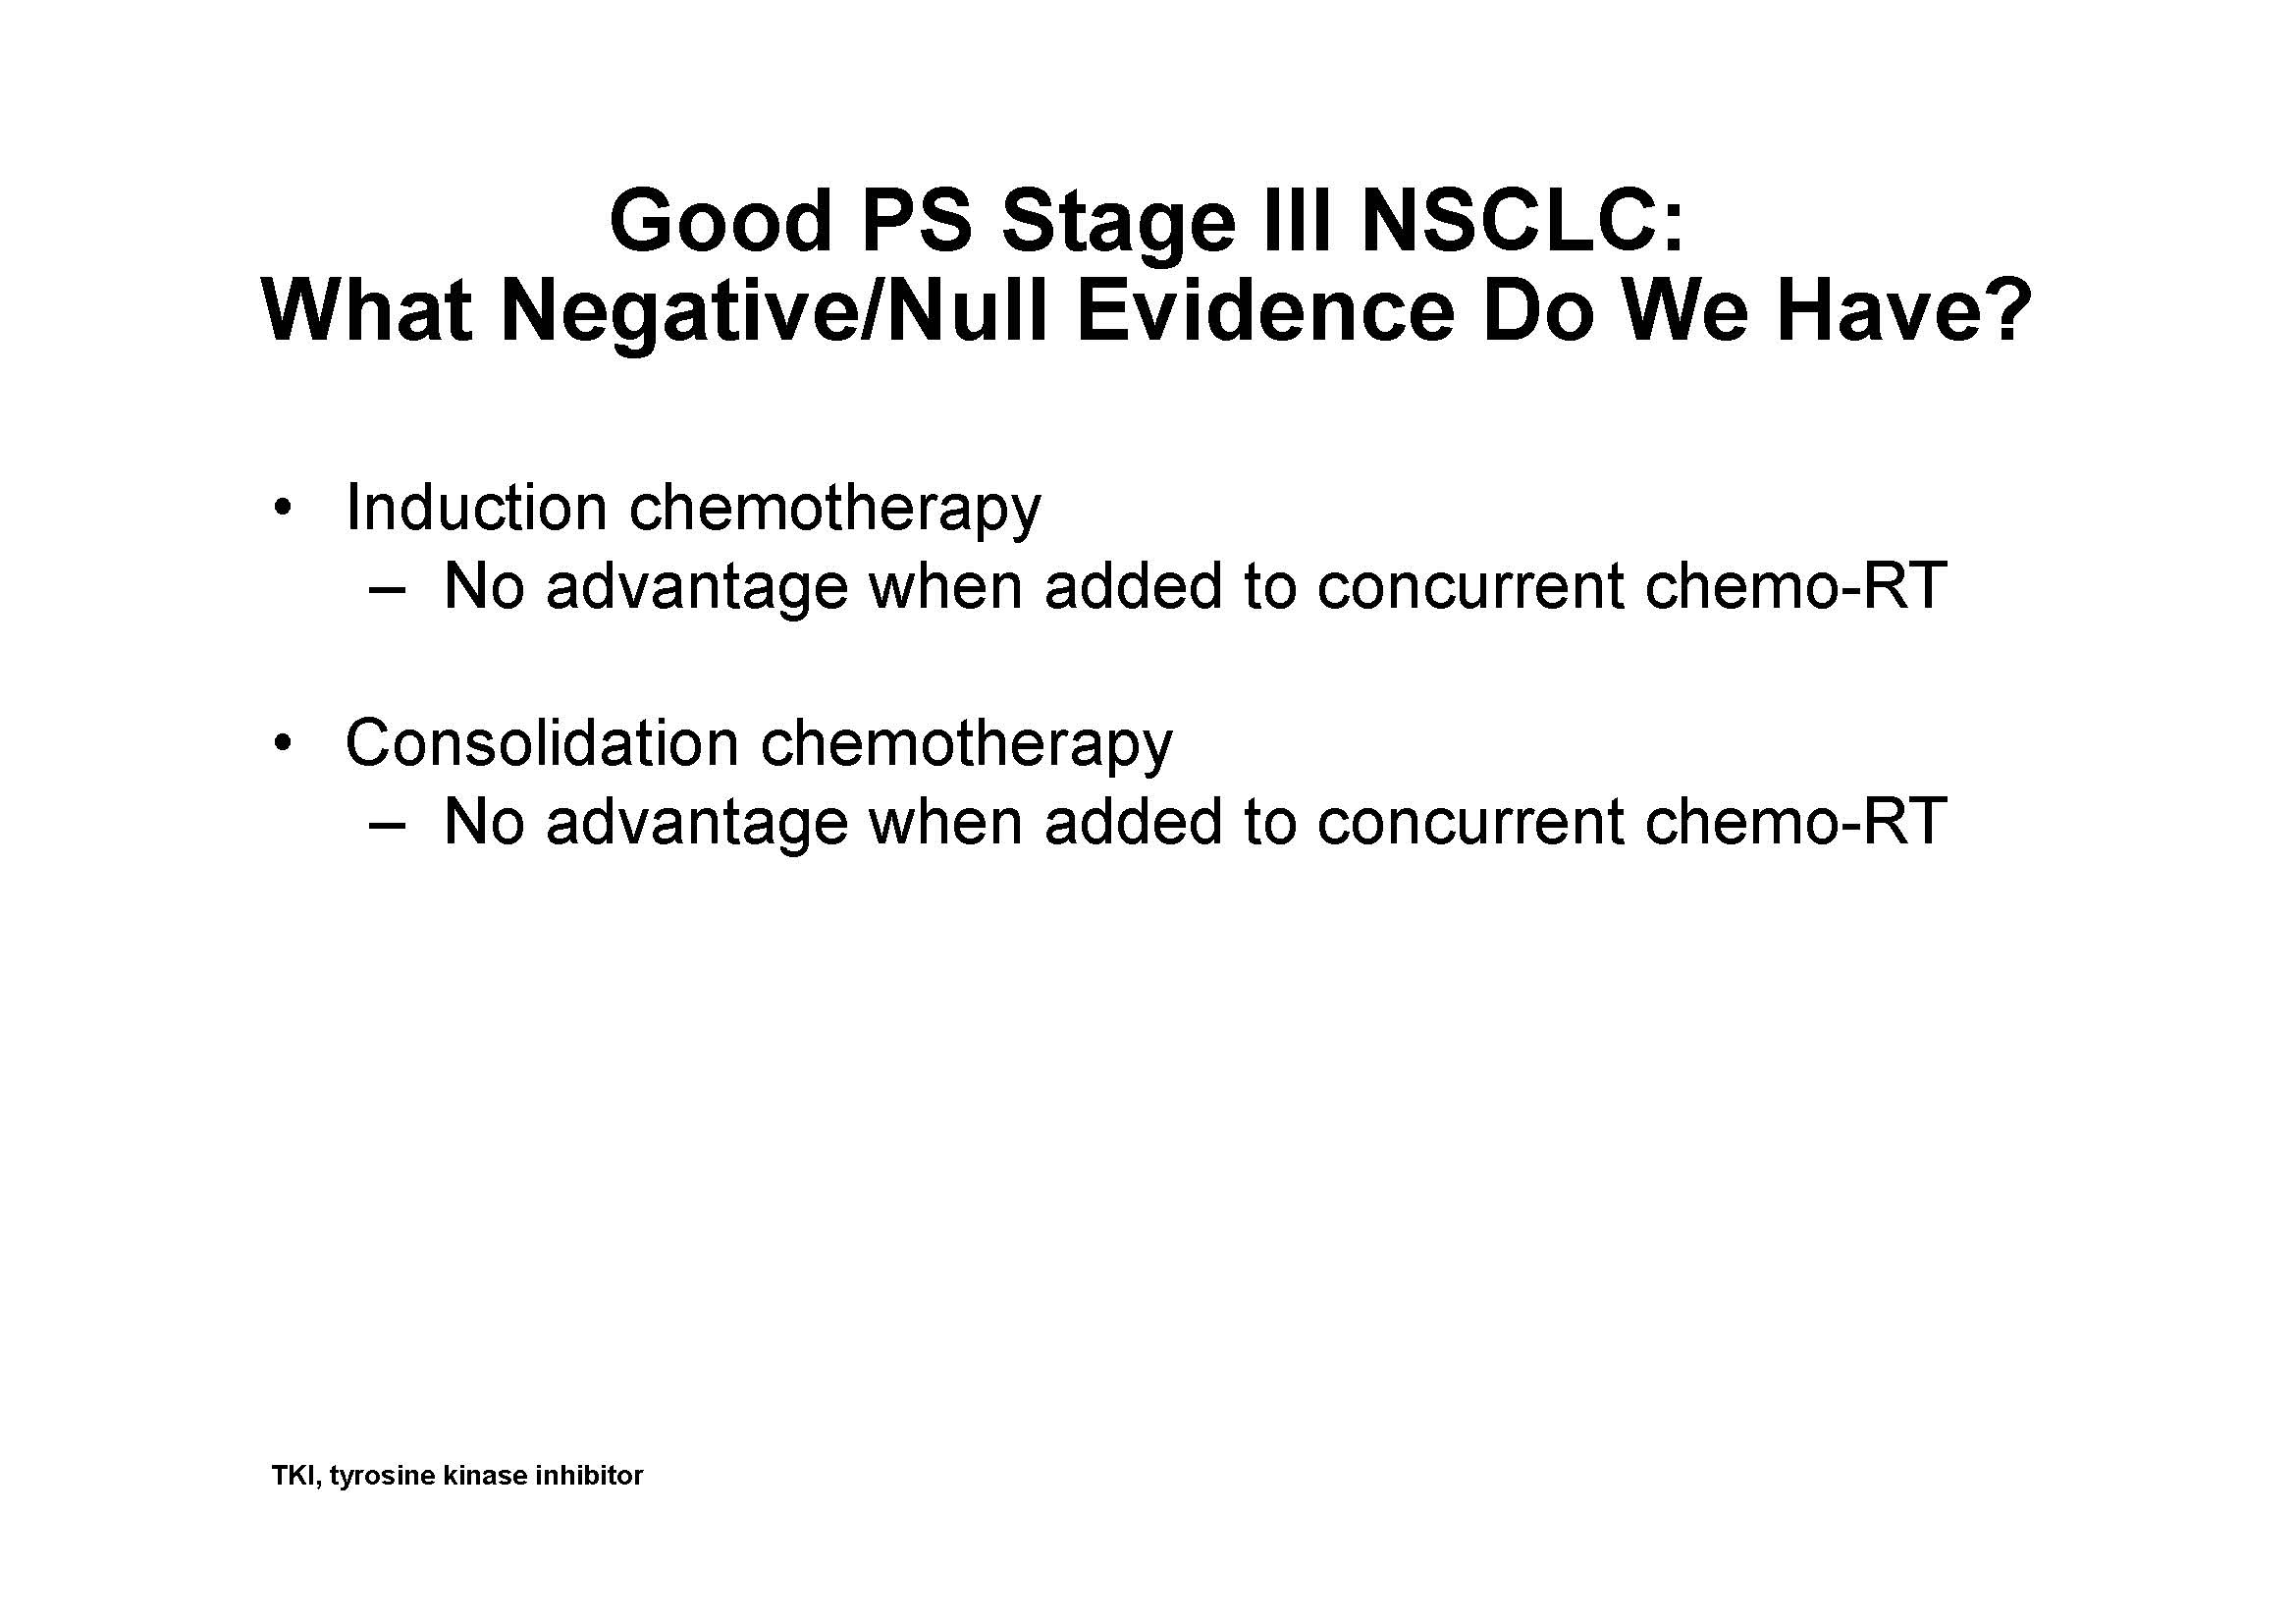 Good PS Stage III NSCLC:
What Negative/Null Evidence Do We Have?
• Induction chemotherapy
– No advantage when added to concurrent chemo-RT
• Consolidation chemotherapy
– No advantage when added to concurrent chemo-RT
TKI, tyrosine kinase inhibitor